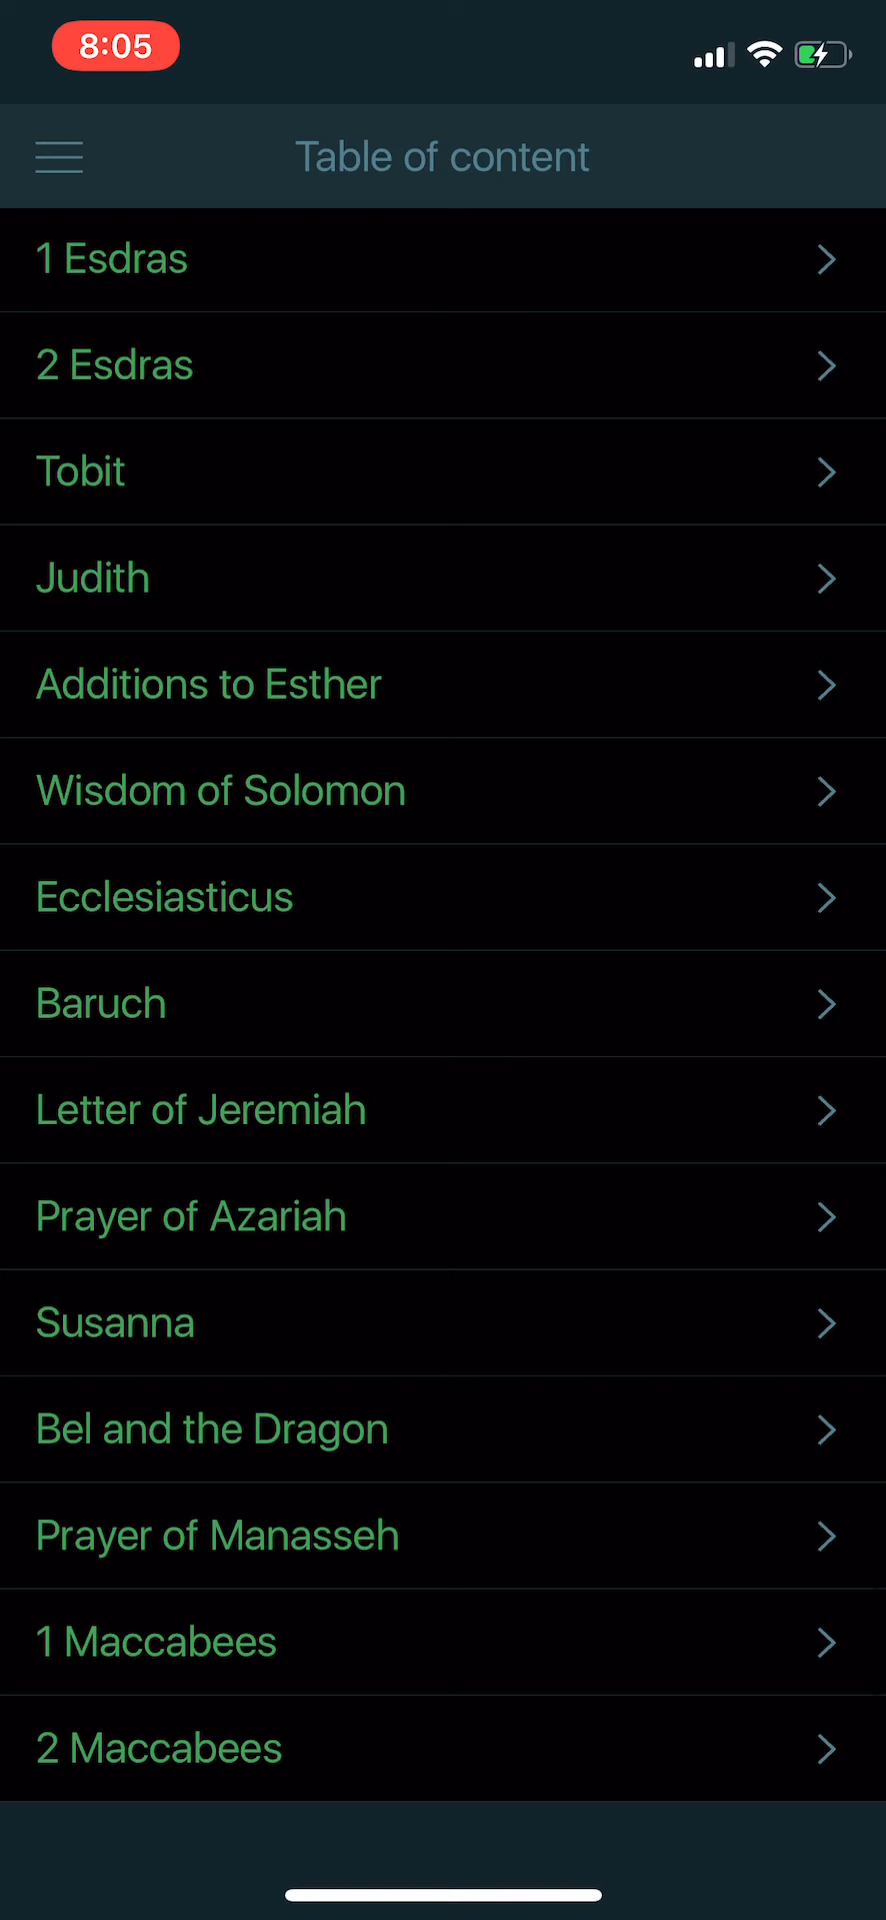 8:05
Table of content
1 Esdras
2 Esdras
Tobit
Judith
Additions to Esther
Wisdom of Solomon
Ecclesiasticus
Baruch
Letter of Jeremiah
Prayer of Azariah
Susanna
Bel and the Dragon
Prayer of Manasseh
1 Maccabees
2 Maccabees